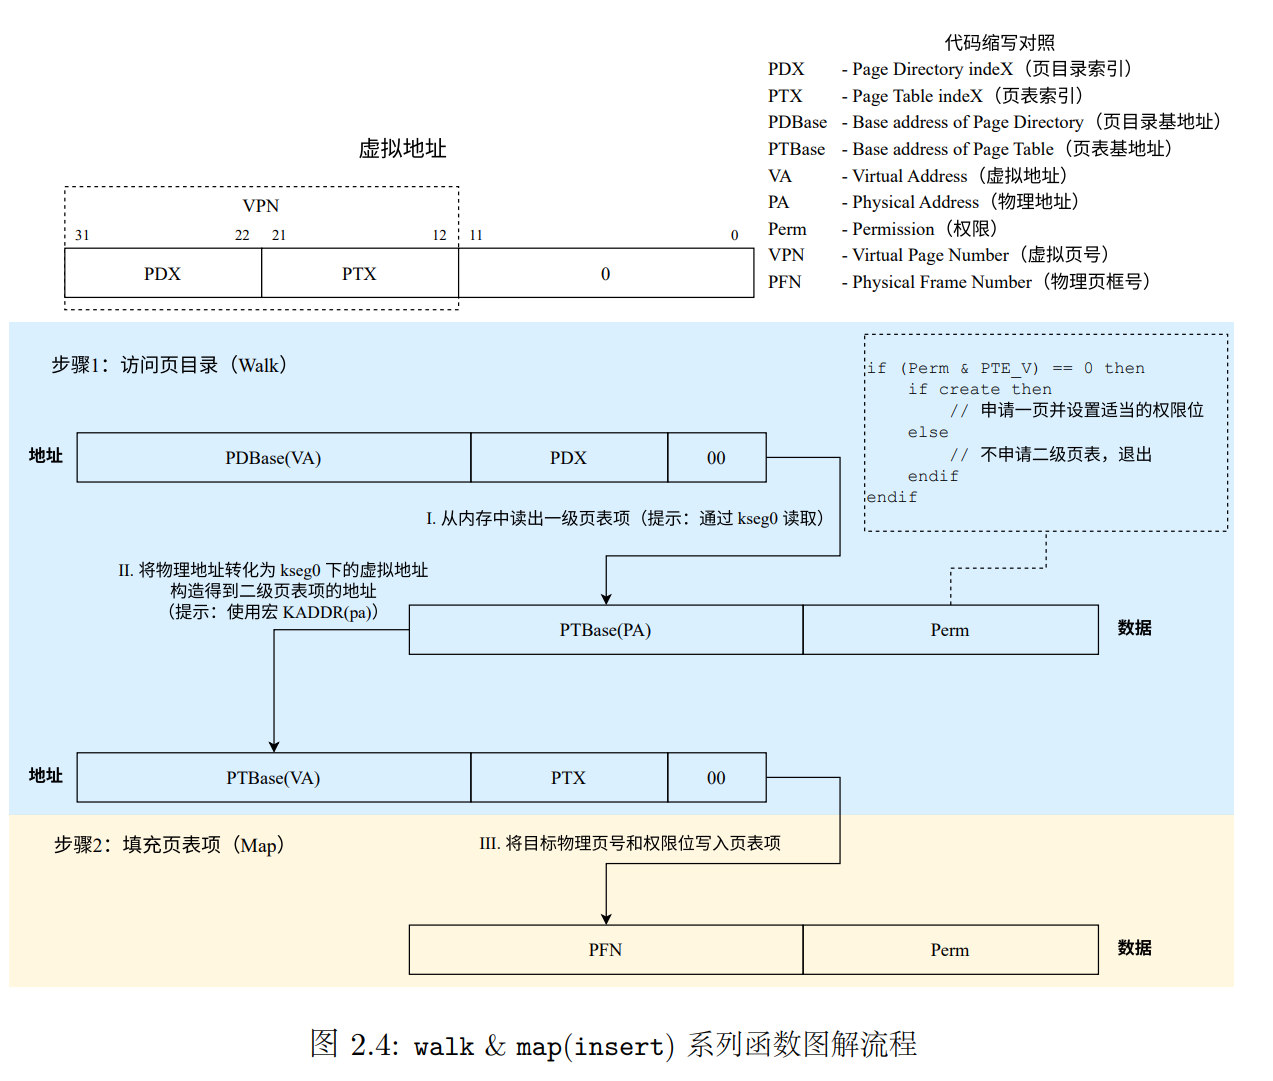 代码缩写对照
PDX - Page Directory indeX（页目录索引）
PTX - Page Table indeX（页表索引）
PDBase - Base address of Page Directory（页目录基地址）
PTBase - Base address of Page Table（页表基地址）
VA - Virtual Address（虚拟地址）
PA - Physical Address（物理地址）
Perm - Permission（权限）
VPN - Virtual Page Number（虚拟页号）
PFN - Physical Frame Number（物理页框号）
虚拟地址
VPN
31 22 21 12 11 0
PDX PTX 0
步骤1：访问页目录（Walk）
if (Perm & PTE_V) == 0 then
if create then
// 申请一页并设置适当的权限位
else
// 不申请二级页表，退出
endif
endif
地址 PDBase(VA) PDX 00
I. 从内存中读出一级页表项（提示：通过 kseg0 读取）
II. 将物理地址转化为 kseg0 下的虚拟地址
构造得到二级页表项的地址
（提示：使用宏 KADDR(pa)）
PTBase(PA) Perm 数据
地址 PTBase(VA) PTX 00
步骤2：填充页表项（Map）
III. 将目标物理页号和权限位写入页表项
PFN Perm 数据
图 2.4: walk & map(insert) 系列函数图解流程